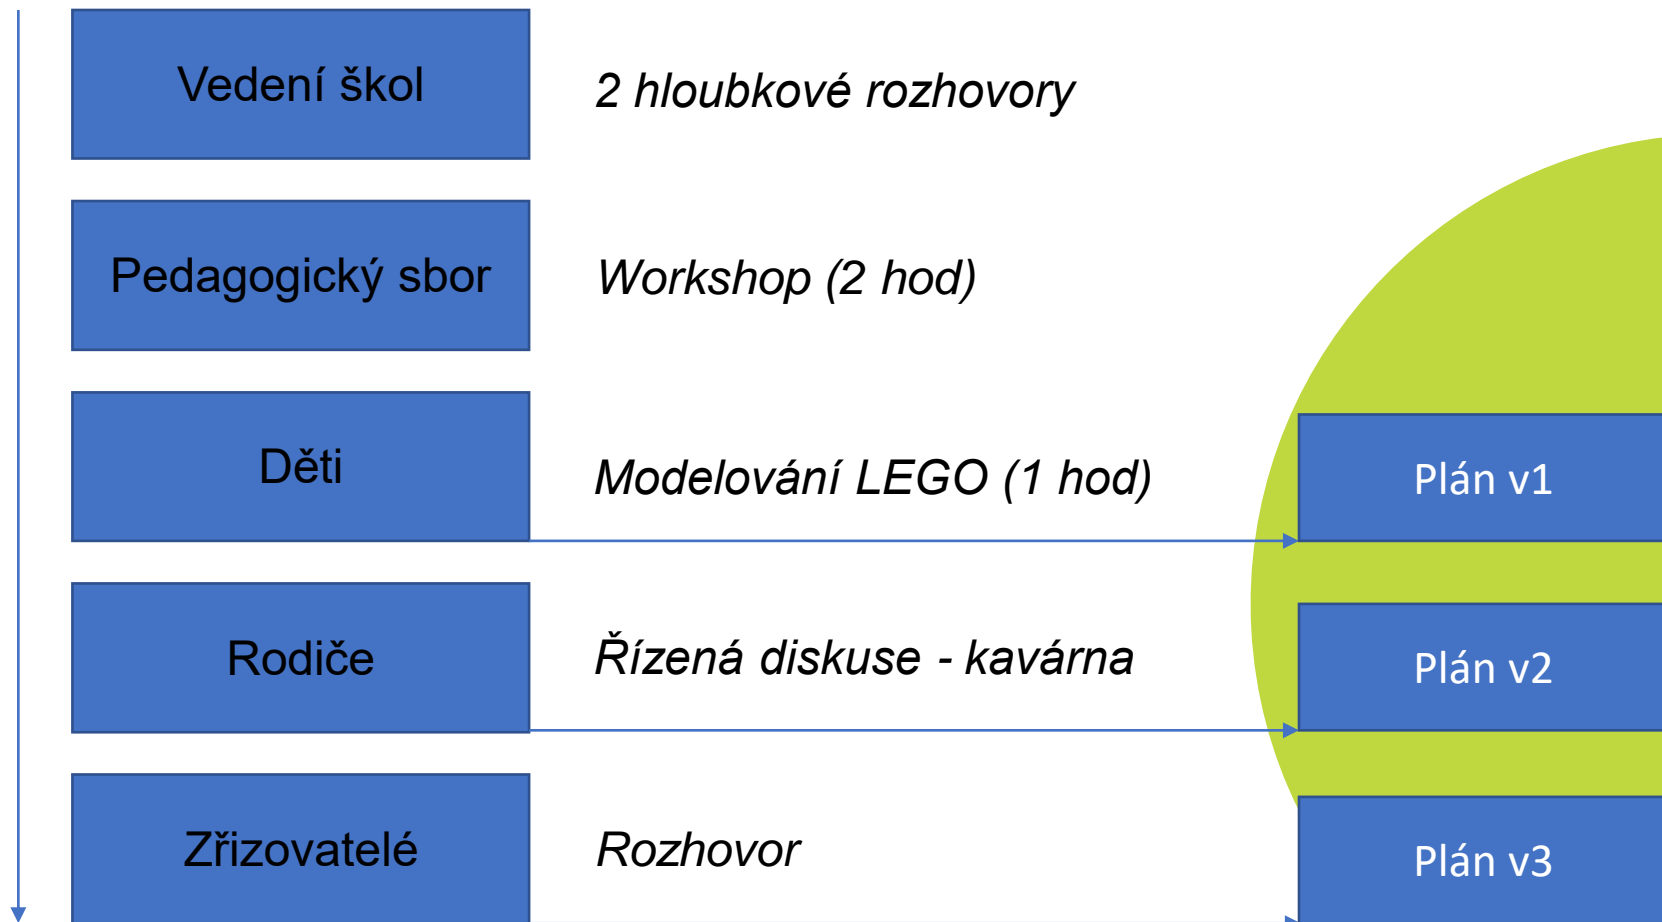 Vedení škol
2 hloubkové rozhovory
Pedagogický sbor
Workshop (2 hod)
Děti
Modelování LEGO (1 hod)
Plán v1
Rodiče
Řízená diskuse - kavárna
Plán v2
Zřizovatelé
Rozhovor
Plán v3